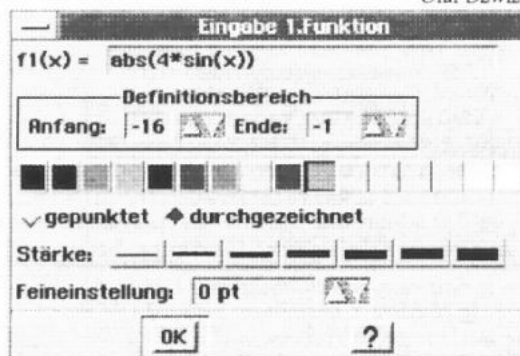 Eingabe 1.Funktion
f1(x) = abs(4*sin(x))
Definitionsbereich
Anfang: -16 Ende: -1
gepunktet durchgezeichnet
Stärke:
Feineinstellung: 0 pt
OK ?